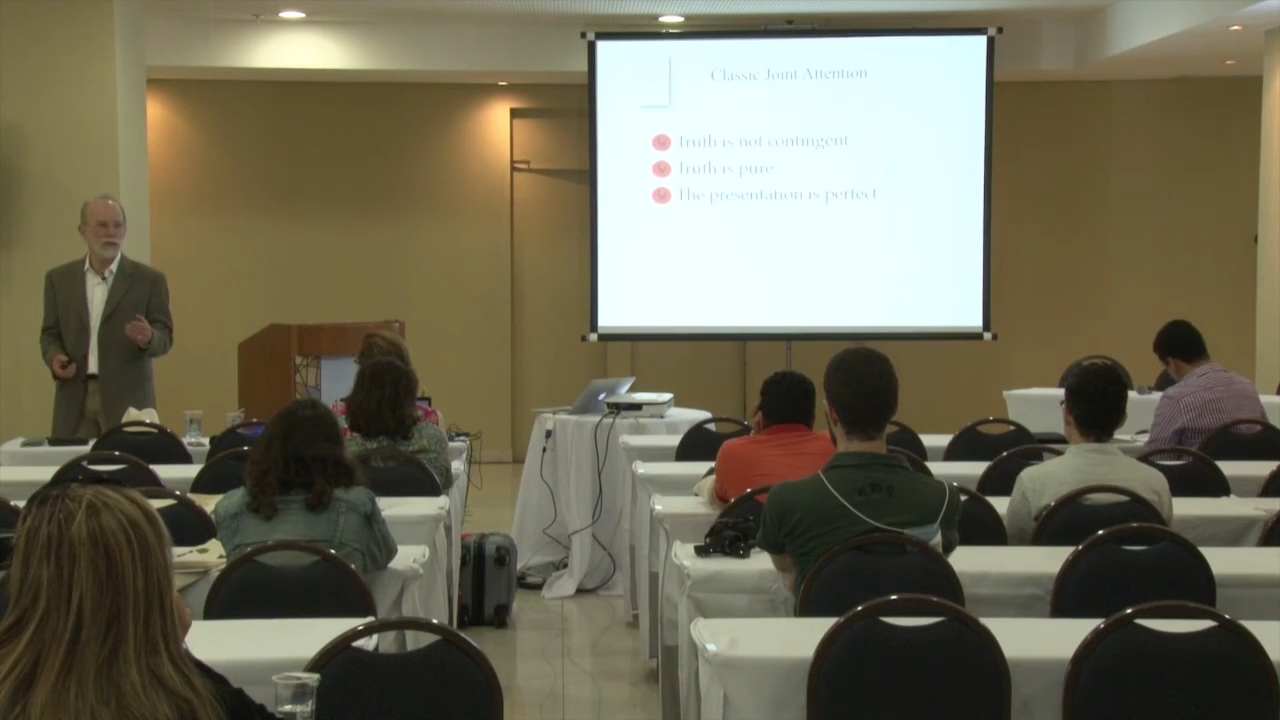 Classic Joint Attention
Truth is not contingent
Truth is pure
The presentation is perfect